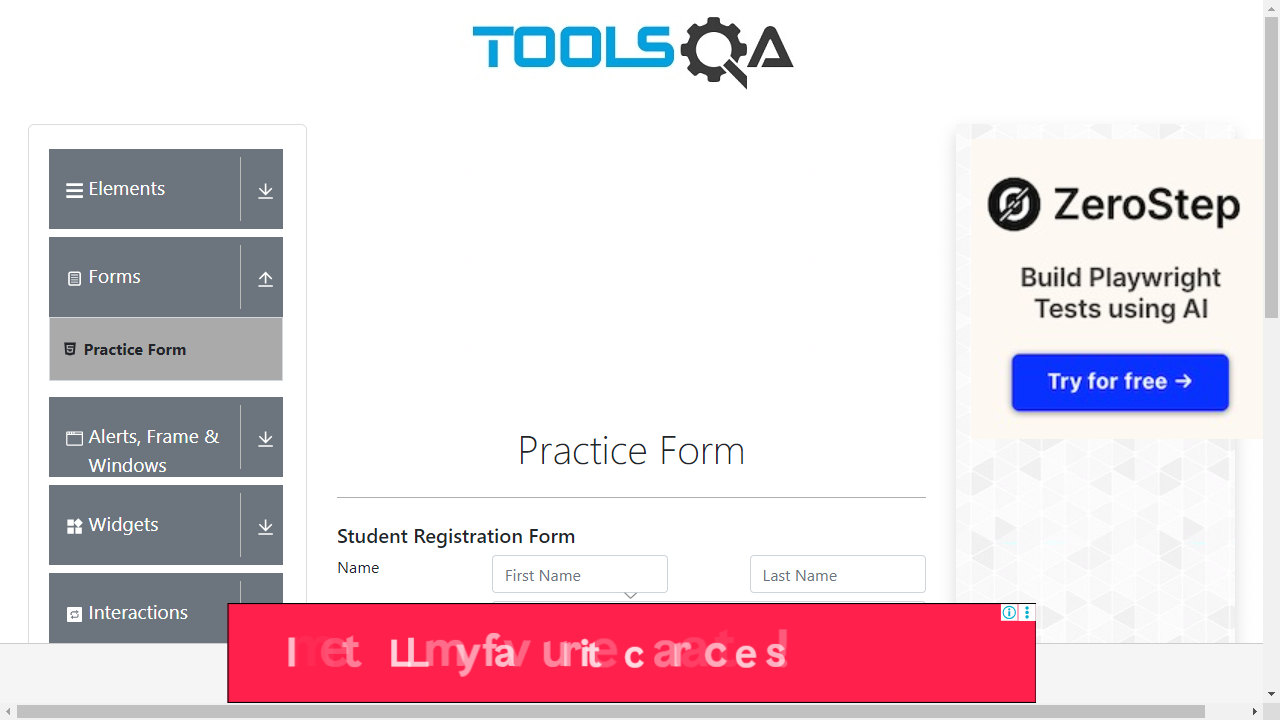 TOOLSQA
Elements
Forms
Practice Form
Alerts, Frame &
Windows
Widgets
Interactions
Practice Form
Student Registration Form
Name
First Name
Last Name
ZeroStep
Build Playwright
Tests using AI
Try for free →